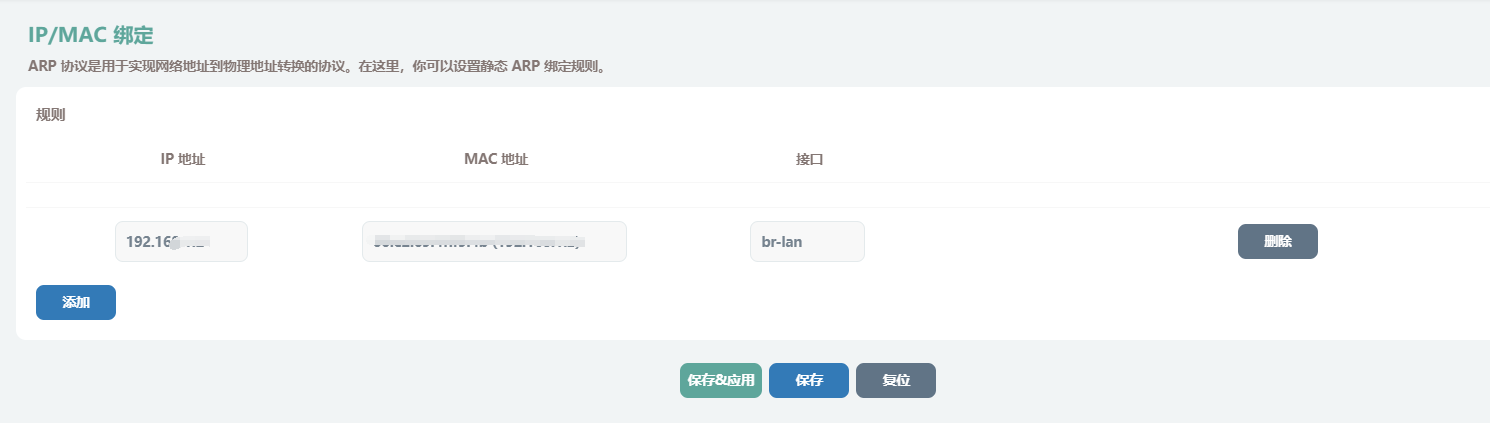 IP/MAC 绑定
ARP 协议是用于实现网络地址到物理地址转换的协议。在这里，你可以设置静态 ARP 绑定规则。
规则
IP 地址 MAC 地址 接口
192.16 br-lan 删除
添加
保存&应用 保存 复位